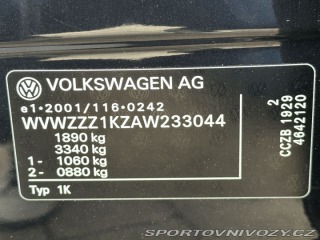 VOLKSWAGEN AG
e1*2001/116*0242
WVWZZZ1KZAW233044
1890 kg
3340 kg
1- 1060 kg
2- 0880 kg
Typ 1K
2
CCZB 1929
4642120
SPORTOVNIVOZY.CZ